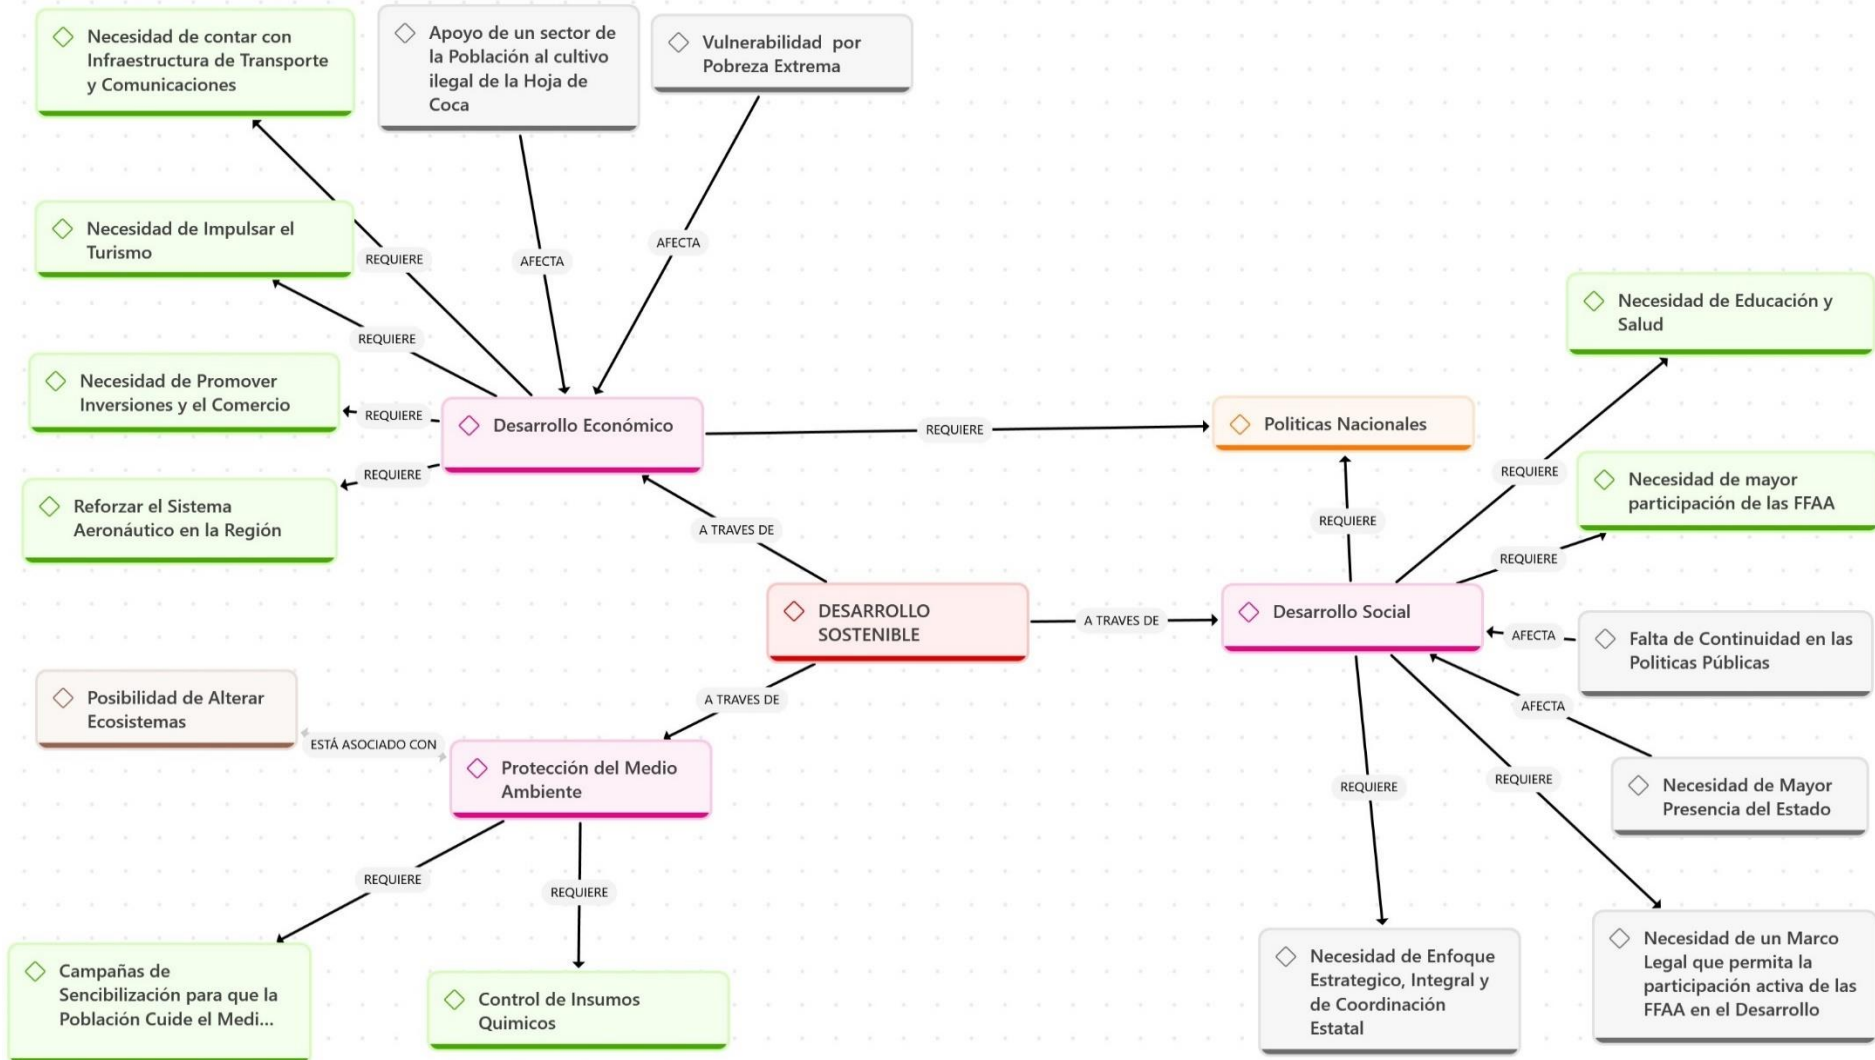 Necesidad de contar con
Infraestructura de Transporte
y Comunicaciones
Apoyo de un sector de
la Población al cultivo
ilegal de la Hoja de
Coca
Vulnerabilidad por
Pobreza Extrema
Necesidad de Impulsar el
Turismo
REQUIERE
AFECTA
AFECTA
REQUIERE
Necesidad de Educación y
Salud
Necesidad de Promover
Inversiones y el Comercio
REQUIERE
Desarrollo Económico
REQUIERE
Politicas Nacionales
REQUIERE
REQUIERE
Necesidad de mayor
participación de las FFAA
Reforzar el Sistema
Aeronáutico en la Región
A TRAVES DE
REQUIERE
REQUIERE
DESARROLLO
SOSTENIBLE
A TRAVES DE
Desarrollo Social
AFECTA
Falta de Continuidad en las
Politicas Públicas
Posibilidad de Alterar
Ecosistemas
A TRAVES DE
AFECTA
ESTÁ ASOCIADO CON
Protección del Medio
Ambiente
REQUIERE
REQUIERE
Necesidad de Mayor
Presencia del Estado
REQUIERE
REQUIERE
Campañas de
Sencibilización para que la
Población Cuide el Medi...
Control de Insumos
Quimicos
Necesidad de Enfoque
Estrategico, Integral y
de Coordinación
Estatal
Necesidad de un Marco
Legal que permita la
participación activa de las
FFAA en el Desarrollo